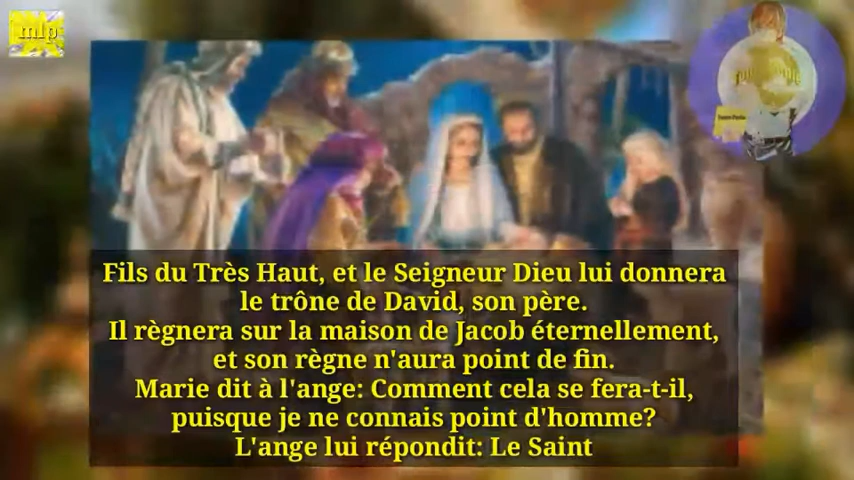 mlp
Fils du Très Haut, et le Seigneur Dieu lui donnera
le trône de David, son père.
Il règnera sur la maison de Jacob éternellement,
et son règne n'aura point de fin.
Marie dit à l'ange: Comment cela se fera-t-il,
puisque je ne connais point d'homme?
L'ange lui répondit: Le Saint